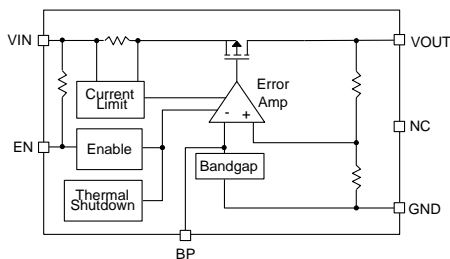 VIN
VOUT
Current
Limit
Error
Amp
- +
NC
EN
Enable
Bandgap
Thermal
Shutdown
GND
BP